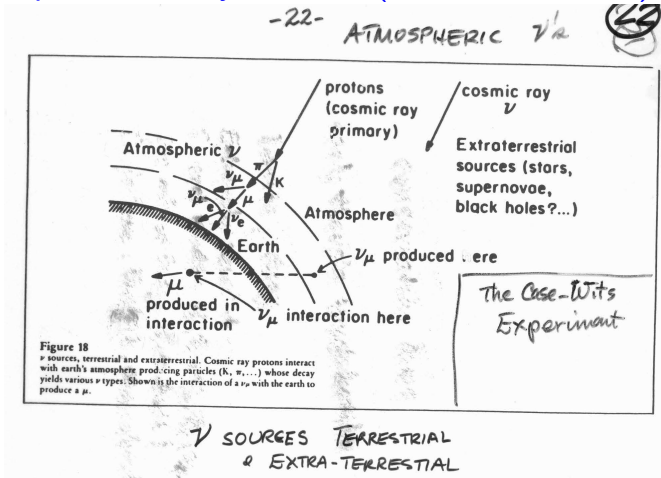 -22-
ATMOSPHERIC ν's
22
protons
(cosmic ray
primary)
cosmic ray
ν
Extraterrestrial
sources (stars,
supernovae,
black holes?...)
Atmospheric ν
π
K
νμ
μ
νμ
e
νe
Atmosphere
Earth
νμ produced ere
μ
produced in
interaction
νμ interaction here
The Case-Wits
Experiment
Figure 18
ν sources, terrestrial and extraterrestrial. Cosmic ray protons interact
with earth's atmosphere producing particles (K, π,...) whose decay
yields various ν types. Shown is the interaction of a νμ with the earth to
produce a μ.
ν SOURCES TERRESTRIAL
& EXTRA-TERRESTIAL